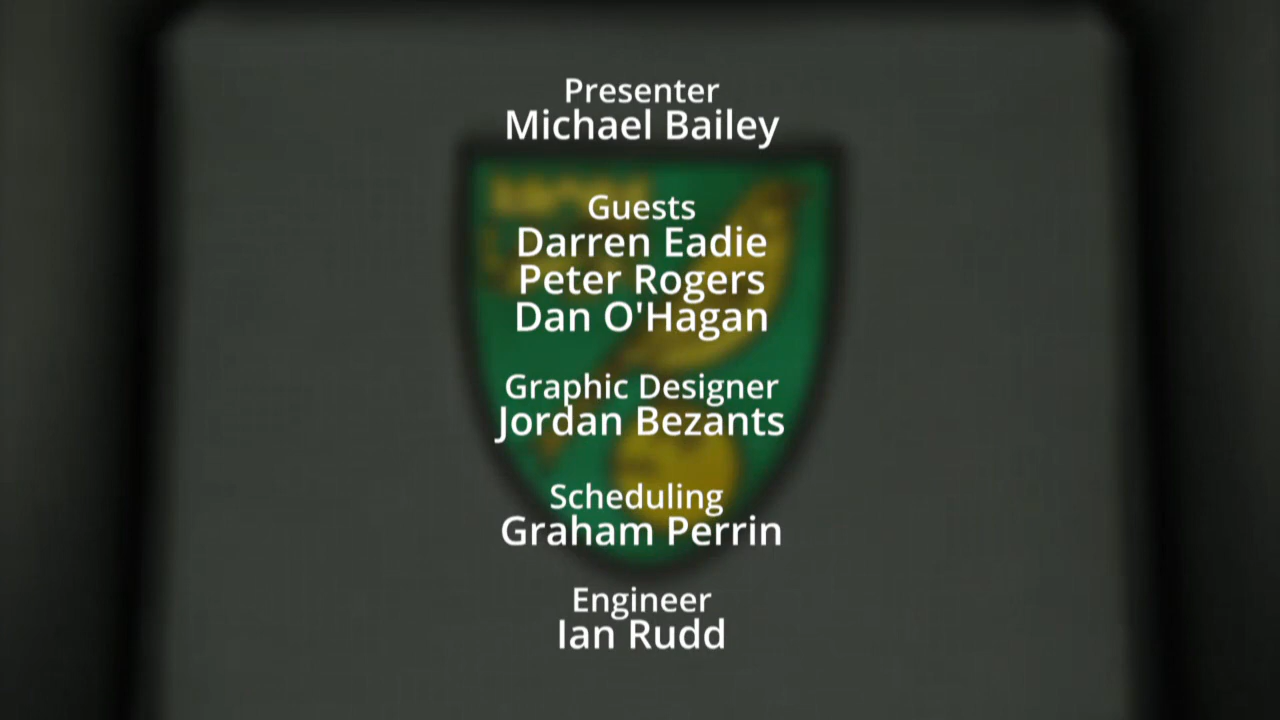 Presenter
Michael Bailey
Guests
Darren Eadie
Peter Rogers
Dan O'Hagan
Graphic Designer
Jordan Bezants
Scheduling
Graham Perrin
Engineer
Ian Rudd